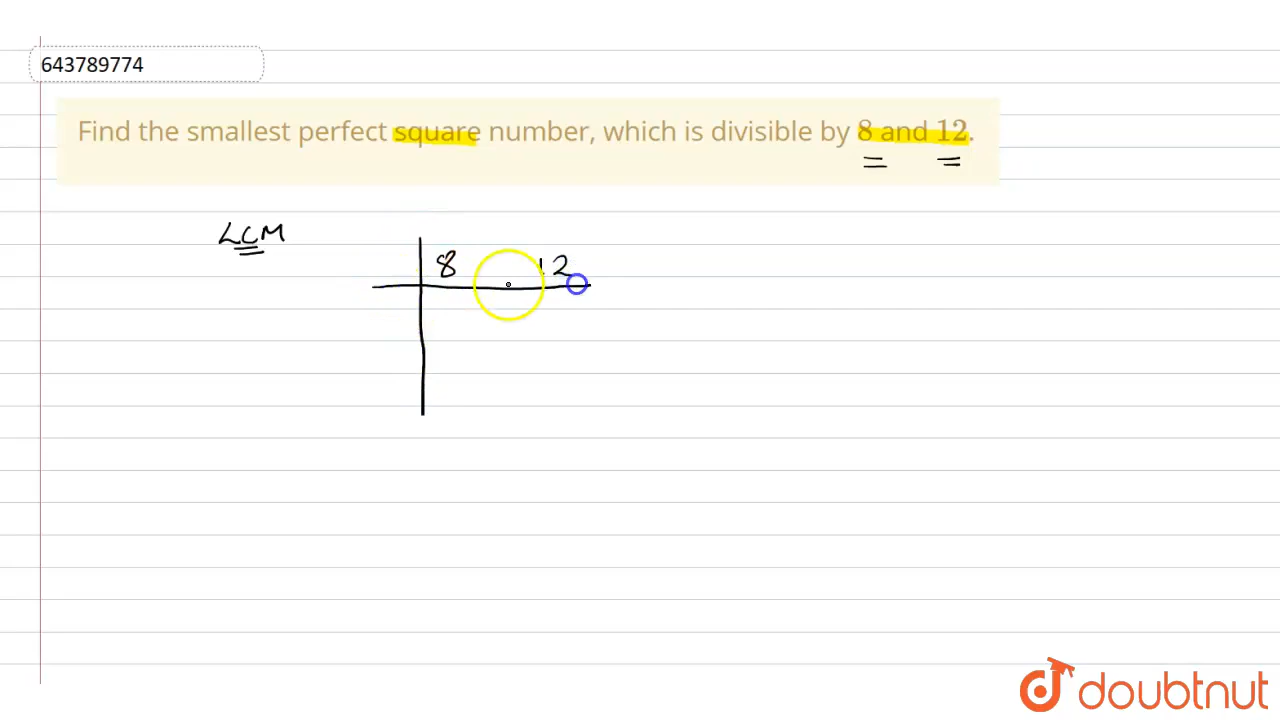 643789774
Find the smallest perfect square number, which is divisible by 8 and 12.
LCM
8 12
doubtnut